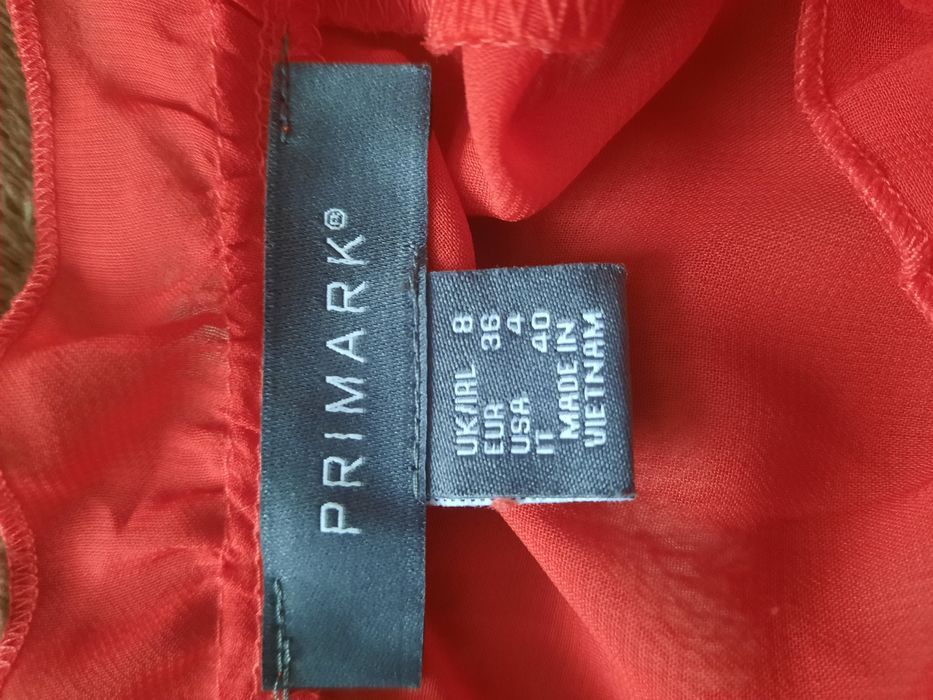 PRIMARK®
UK/IRL 8
EUR 36
USA 4
IT 40
MADE IN
VIETNAM